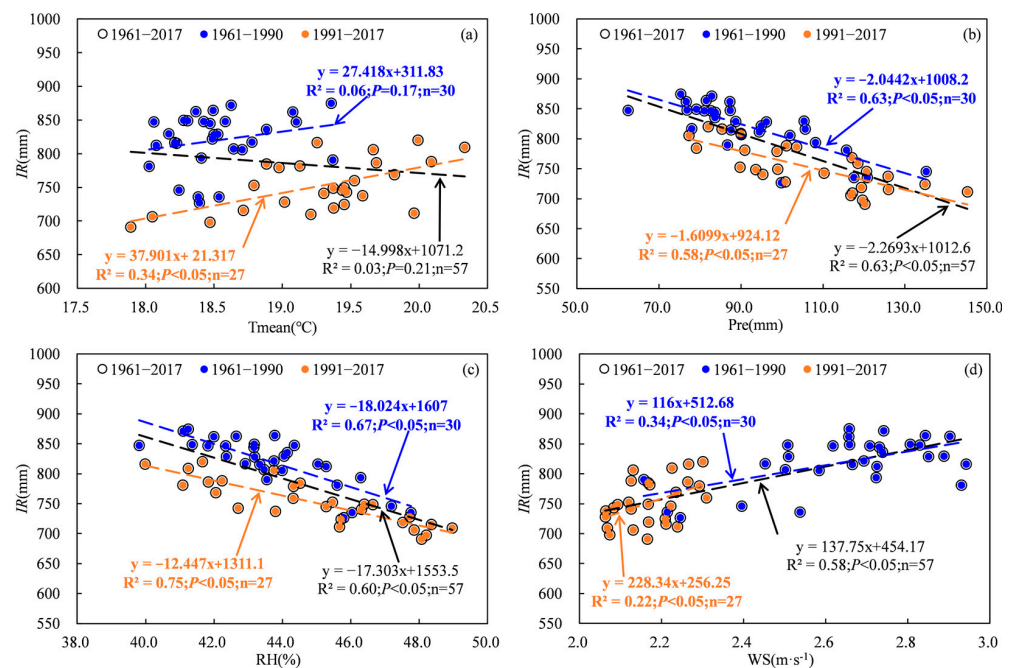 1000
950
900
850
800
750
700
650
600
IR(mm)
1961−2017 1961−1990 1991−2017 (a)
y = 27.418x+311.83
R² = 0.06;P=0.17;n=30
y = 37.901x+ 21.317
R² = 0.34;P<0.05;n=27
y = −14.998x+1071.2
R² = 0.03;P=0.21;n=57
17.5 18.0 18.5 19.0 19.5 20.0 20.5
Tmean(°C)
1000
950
900
850
800
750
700
650
600
550
IR(mm)
1961−2017 1961−1990 1991−2017 (b)
y = −2.0442x+1008.2
R² = 0.63;P<0.05;n=30
y = −1.6099x+924.12
R² = 0.58;P<0.05;n=27
y = −2.2693x+1012.6
R² = 0.63;P<0.05;n=57
50.0 70.0 90.0 110.0 130.0 150.0
Pre(mm)
1000
950
900
850
800
750
700
650
600
550
IR(mm)
1961−2017 1961−1990 1991−2017 (c)
y = −18.024x+1607
R² = 0.67;P<0.05;n=30
y = −12.447x+1311.1
R² = 0.75;P<0.05;n=27
y = −17.303x+1553.5
R² = 0.60;P<0.05;n=57
38.0 40.0 42.0 44.0 46.0 48.0 50.0
RH(%)
1000
950
900
850
800
750
700
650
600
550
IR(mm)
1961−2017 1961−1990 1991−2017 (d)
y = 116x+512.68
R² = 0.34;P<0.05;n=30
y = 137.75x+454.17
R² = 0.58;P<0.05;n=57
y = 228.34x+256.25
R² = 0.22;P<0.05;n=27
2.0 2.2 2.4 2.6 2.8 3.0
WS(m·s⁻¹)